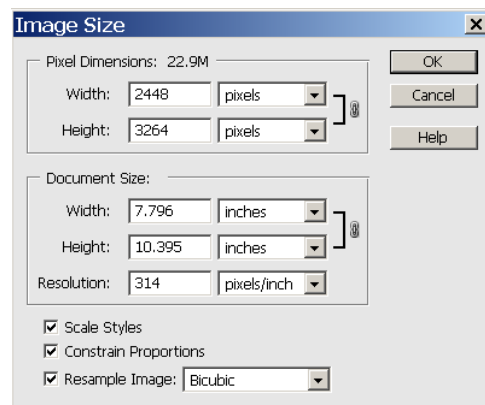 Image Size
OK
Cancel
Help
Pixel Dimensions: 22.9M
Width: 2448 pixels
Height: 3264 pixels
Document Size:
Width: 7.796 inches
Height: 10.395 inches
Resolution: 314 pixels/inch
Scale Styles
Constrain Proportions
Resample Image: Bicubic